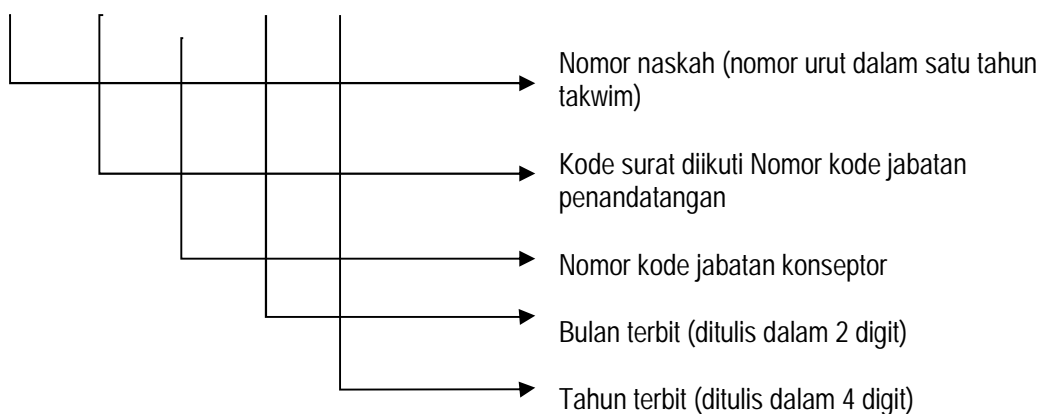 Nomor naskah (nomor urut dalam satu tahun
takwim)
Kode surat diikuti Nomor kode jabatan
penandatangan
Nomor kode jabatan konseptor
Bulan terbit (ditulis dalam 2 digit)
Tahun terbit (ditulis dalam 4 digit)